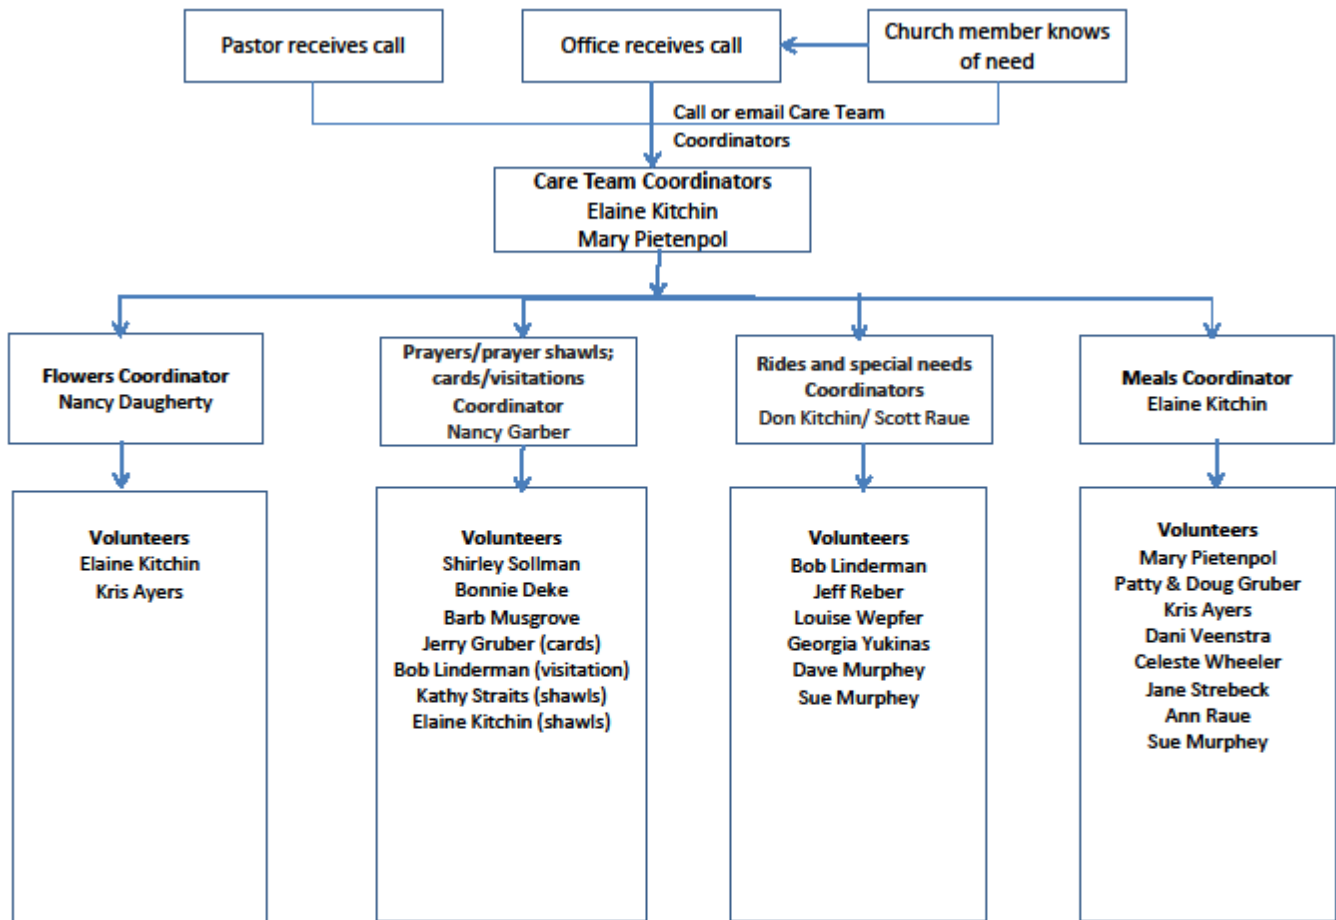 Pastor receives call
Office receives call
Church member knows
of need
Call or email Care Team
Coordinators
Care Team Coordinators
Elaine Kitchin
Mary Pietenpol
Flowers Coordinator
Nancy Daugherty
Prayers/prayer shawls;
cards/visitations
Coordinator
Nancy Garber
Rides and special needs
Coordinators
Don Kitchin/ Scott Raue
Meals Coordinator
Elaine Kitchin
Volunteers
Elaine Kitchin
Kris Ayers
Volunteers
Shirley Sollman
Bonnie Deke
Barb Musgrove
Jerry Gruber (cards)
Bob Linderman (visitation)
Kathy Straits (shawls)
Elaine Kitchin (shawls)
Volunteers
Bob Linderman
Jeff Reber
Louise Wepfer
Georgia Yukinas
Dave Murphey
Sue Murphey
Volunteers
Mary Pietenpol
Patty & Doug Gruber
Kris Ayers
Dani Veenstra
Celeste Wheeler
Jane Strebeck
Ann Raue
Sue Murphey